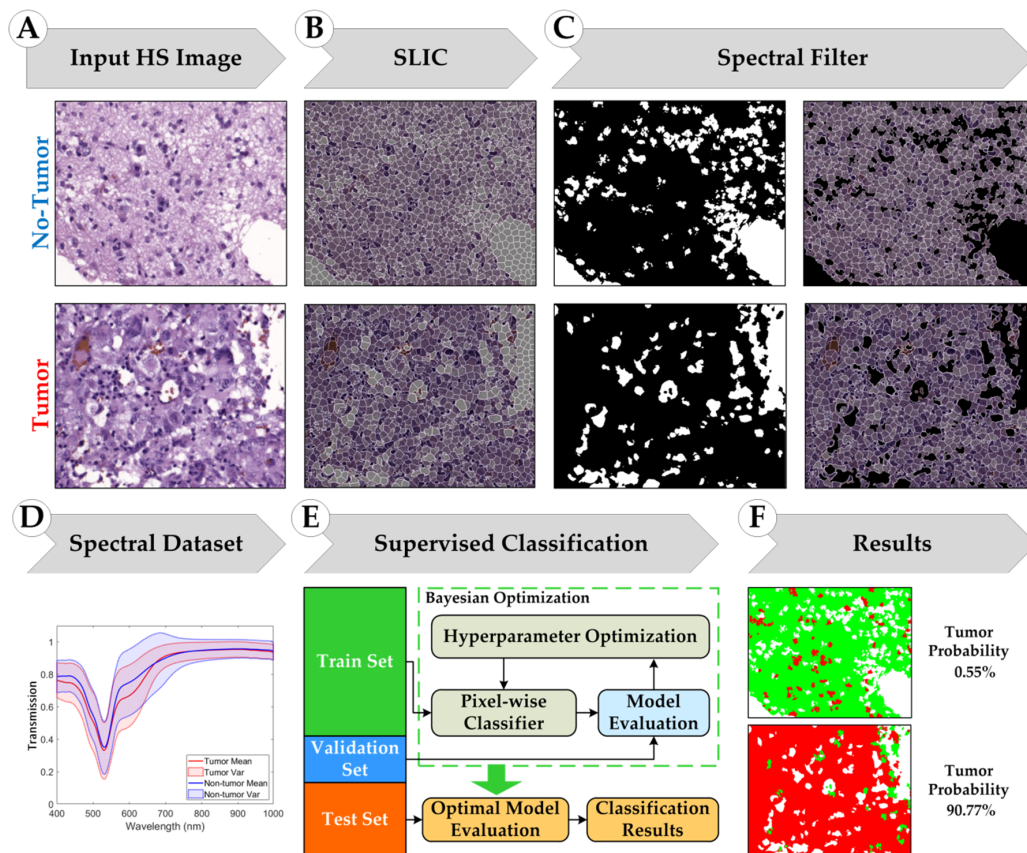 A
Input HS Image
B
SLIC
C
Spectral Filter
No-Tumor
Tumor
D
Spectral Dataset
E
Supervised Classification
F
Results
Transmission
1
0.8
0.6
0.4
0.2
0
400 500 600 700 800 900 1000
Wavelength (nm)
Tumor Mean
Tumor Var
Non-tumor Mean
Non-tumor Var
Train Set
Validation
Set
Test Set
Bayesian Optimization
Hyperparameter Optimization
Pixel-wise
Classifier
Model
Evaluation
Optimal Model
Evaluation
Classification
Results
Tumor
Probability
0.55%
Tumor
Probability
90.77%